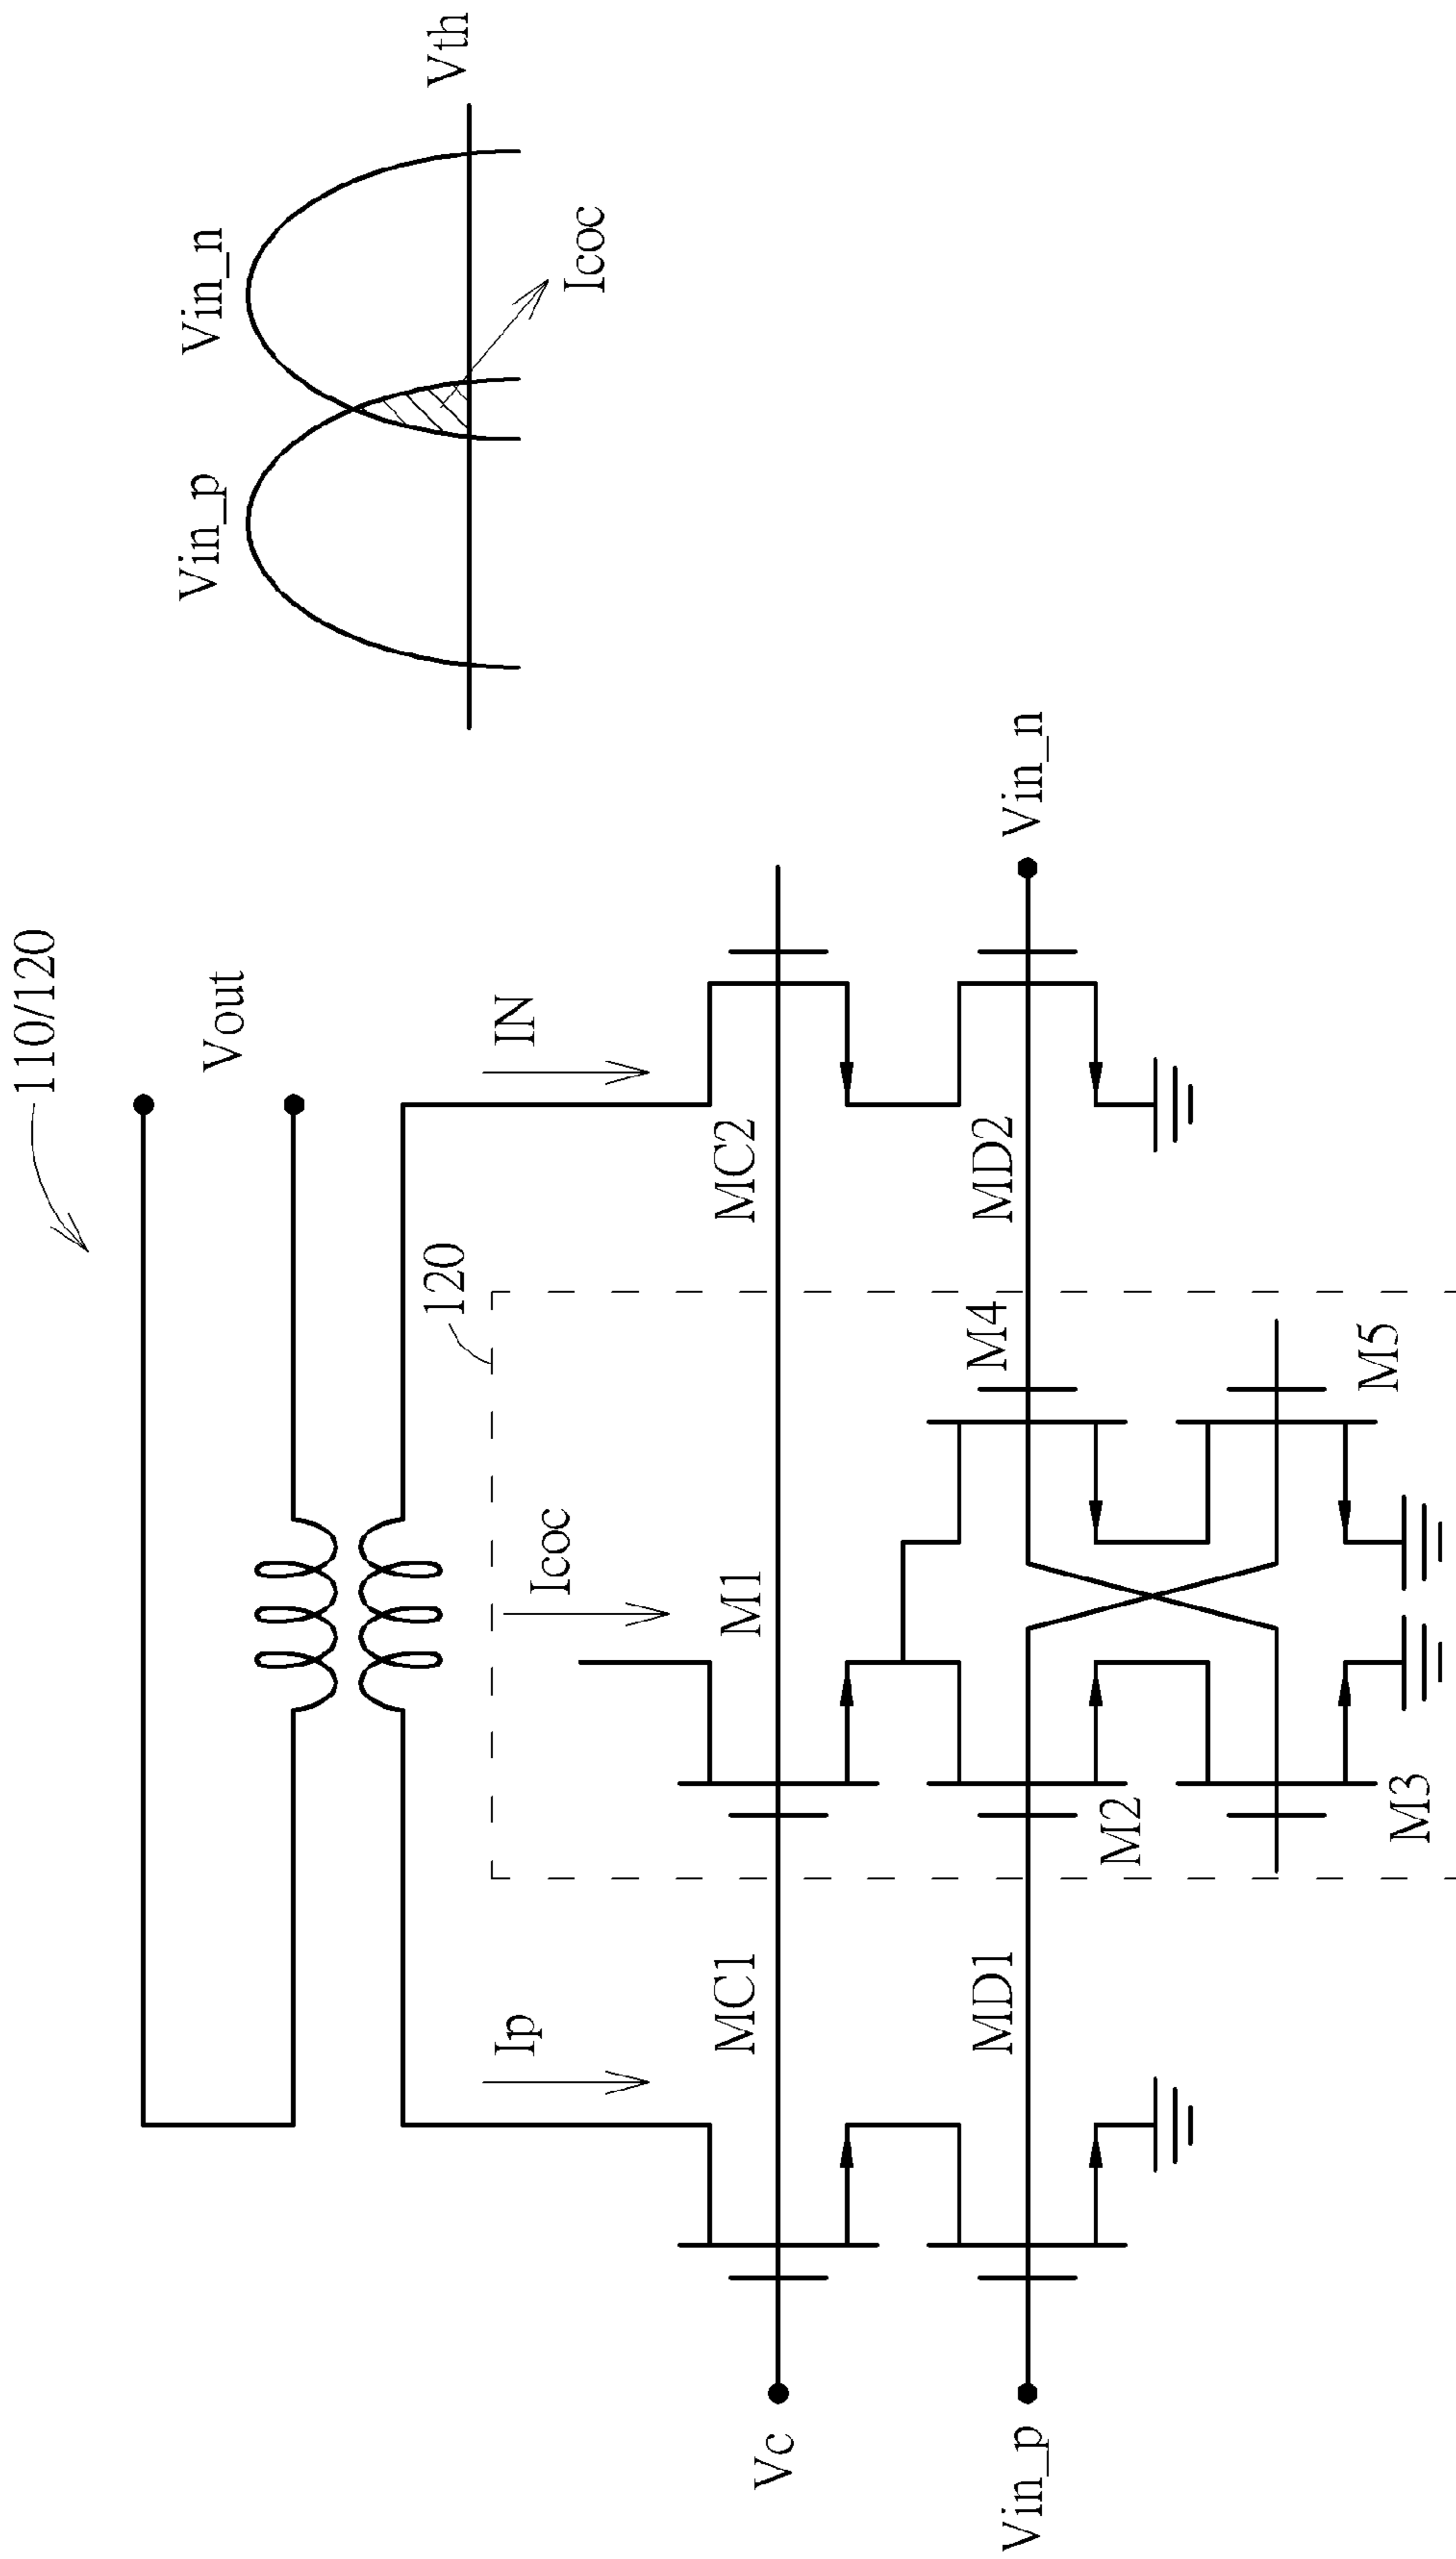 110/120
Vout
Vin_p
Vin_n
Vth
Icoc
Ip
Icoc
120
IN
Vc
MC1
M1
MC2
Vin_p
MD1
M2
M4
MD2
Vin_n
M3
M5